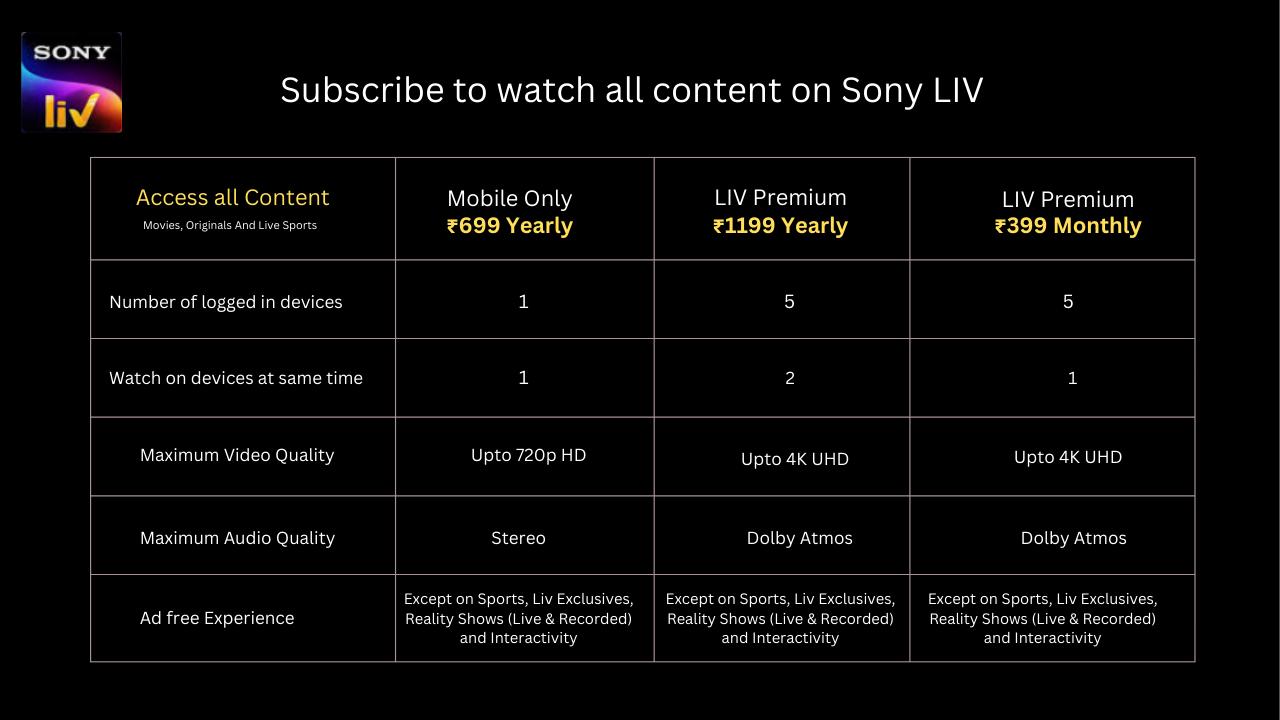 SONY
liv
Subscribe to watch all content on Sony LIV
Access all Content
Movies, Originals And Live Sports
Mobile Only
₹699 Yearly
LIV Premium
₹1199 Yearly
LIV Premium
₹399 Monthly
Number of logged in devices
1
5
5
Watch on devices at same time
1
2
1
Maximum Video Quality
Upto 720p HD
Upto 4K UHD
Upto 4K UHD
Maximum Audio Quality
Stereo
Dolby Atmos
Dolby Atmos
Ad free Experience
Except on Sports, Liv Exclusives,
Reality Shows (Live & Recorded)
and Interactivity
Except on Sports, Liv Exclusives,
Reality Shows (Live & Recorded)
and Interactivity
Except on Sports, Liv Exclusives,
Reality Shows (Live & Recorded)
and Interactivity